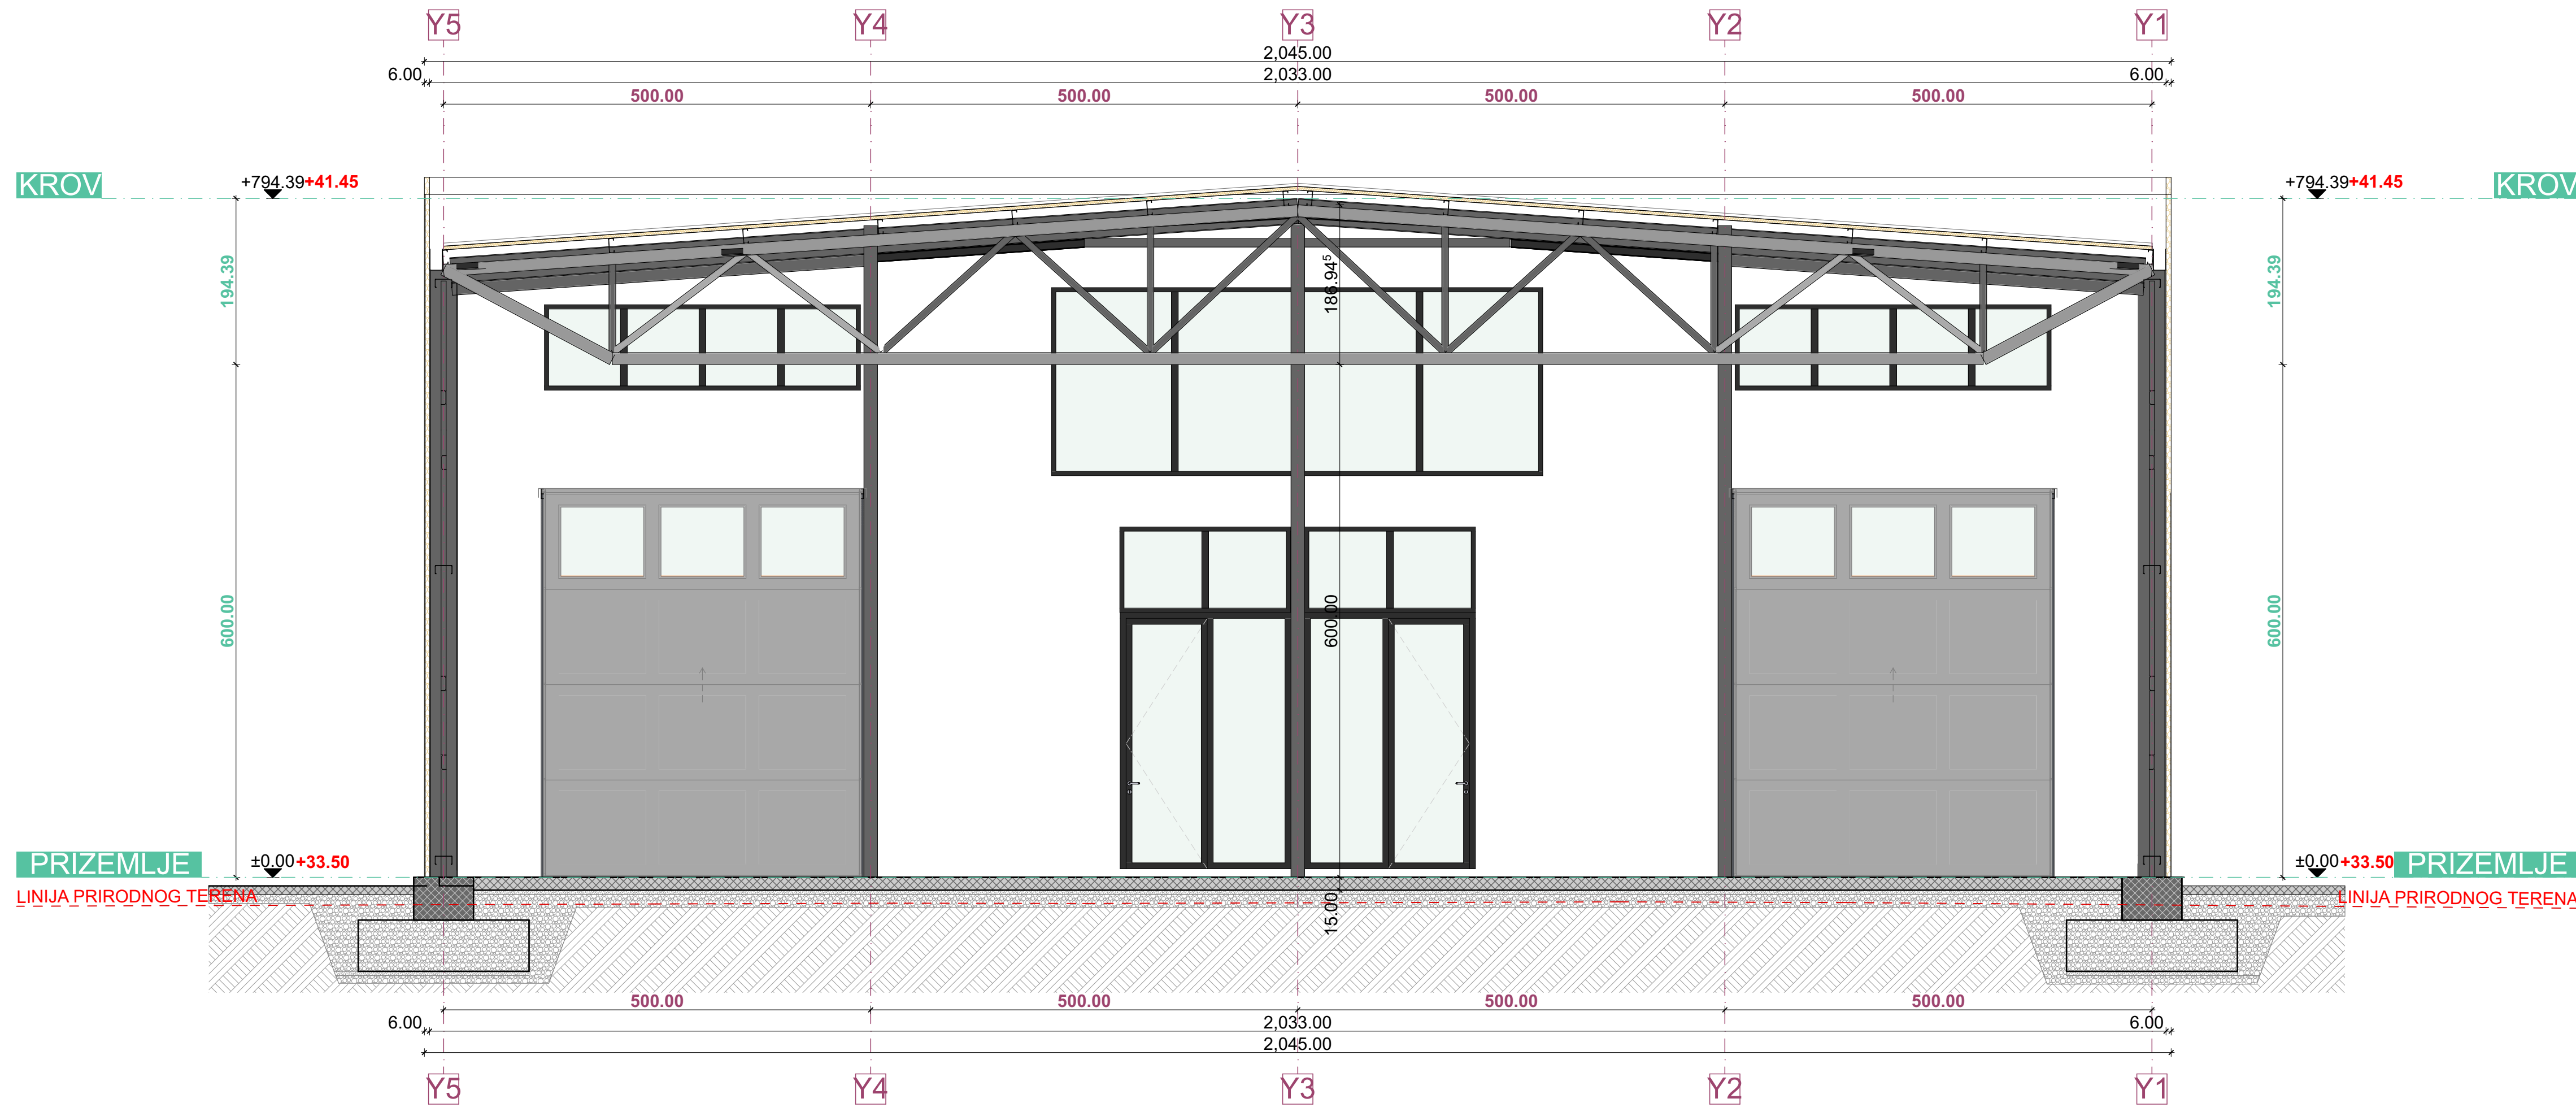 Y5 Y4 Y3 Y2 Y1
2,045.00
6.00 2,033.00 6.00
500.00 500.00 500.00 500.00
KROV +794.39 +41.45 +794.39 +41.45 KROV
194.39 186.94⁵ 194.39
600.00 600.00 600.00
PRIZEMLJE ±0.00 +33.50 ±0.00 +33.50 PRIZEMLJE
LINIJA PRIRODNOG TERENA LINIJA PRIRODNOG TERENA
15.00
500.00 500.00 500.00 500.00
6.00 2,033.00 6.00
2,045.00
Y5 Y4 Y3 Y2 Y1